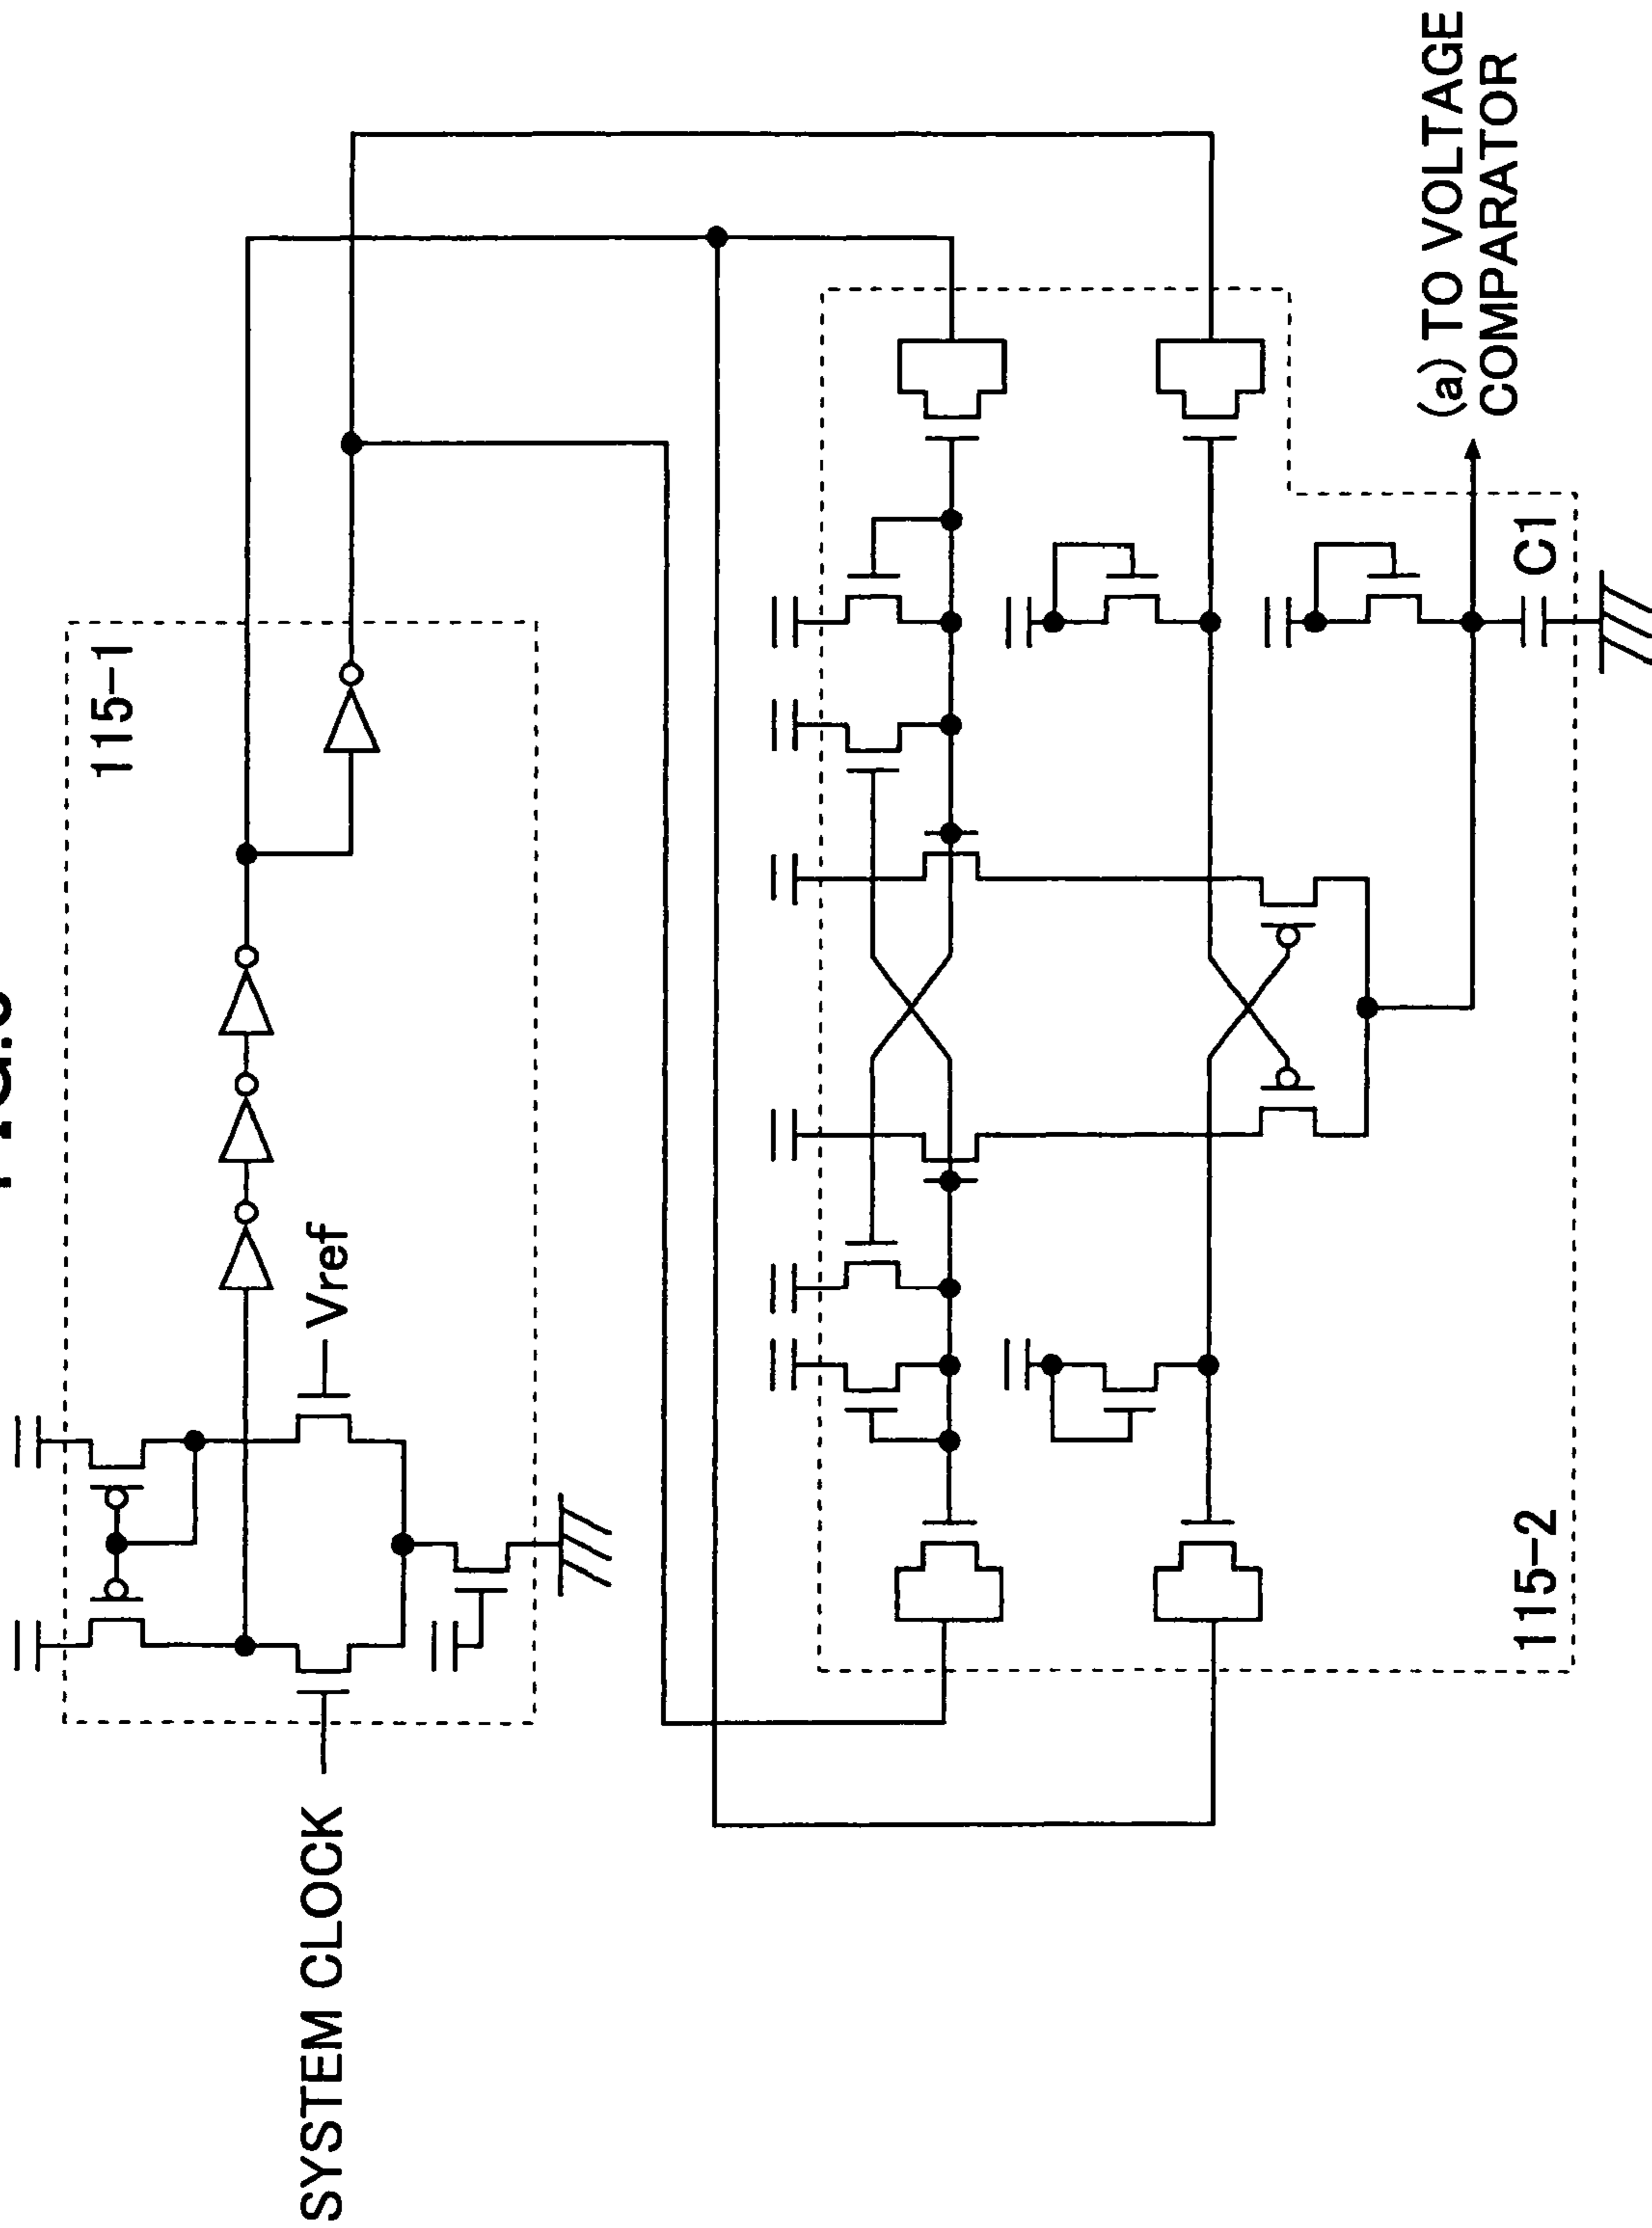 115-1
Vref
SYSTEM CLOCK
(a) TO VOLTAGE
COMPARATOR
C1
115-2